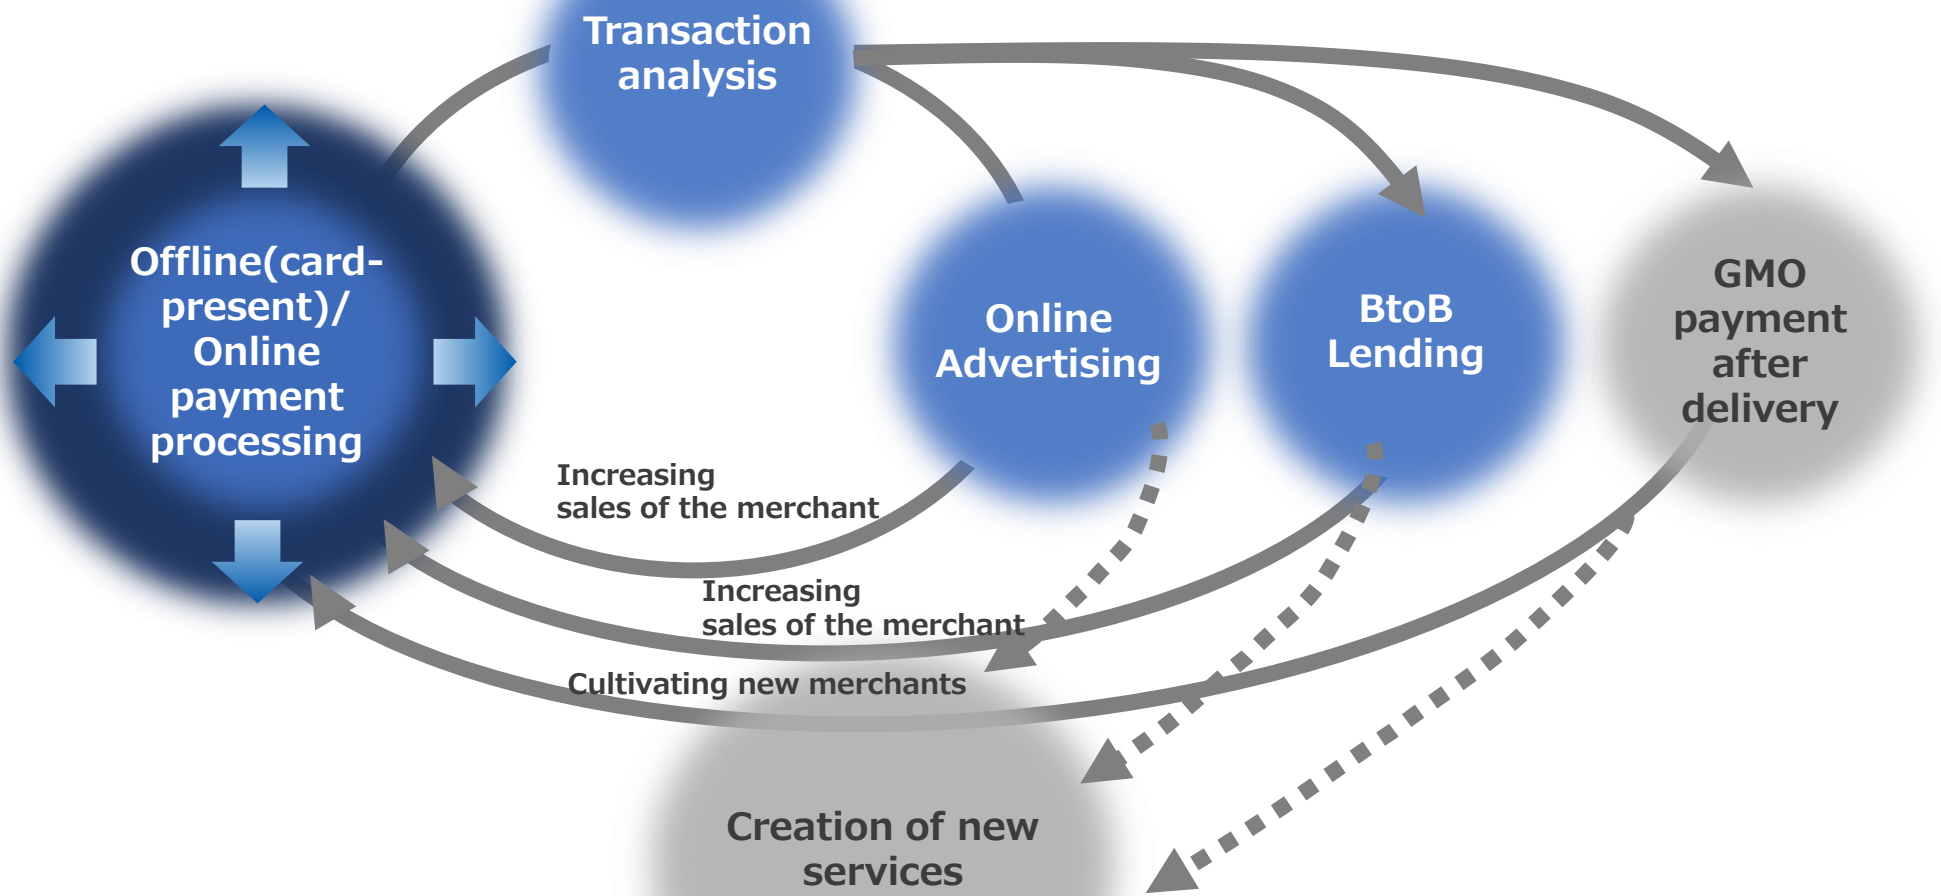 Transaction
analysis
Offline(card-
present)/
Online
payment
processing
Online
Advertising
BtoB
Lending
GMO
payment
after
delivery
Increasing
sales of the merchant
Increasing
sales of the merchant
Cultivating new merchants
Creation of new
services